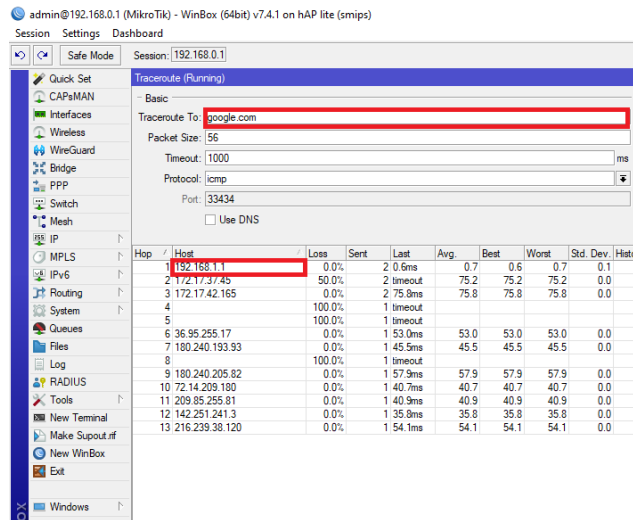 admin@192.168.0.1 (MikroTik) - WinBox (64bit) v7.4.1 on hAP lite (smips)
Session Settings Dashboard
Safe Mode Session: 192.168.0.1
Quick Set
CAPsMAN
Interfaces
Wireless
WireGuard
Bridge
PPP
Switch
Mesh
IP
MPLS
IPv6
Routing
System
Queues
Files
Log
RADIUS
Tools
New Terminal
Make Supout.rif
New WinBox
Exit
Windows
Traceroute (Running)
Basic
Traceroute To: google.com
Packet Size: 56
Timeout: 1000 ms
Protocol: icmp
Port: 33434
Use DNS
Hop Host Loss Sent Last Avg. Best Worst Std. Dev. Histo
1 192.168.1.1 0.0% 2 0.6ms 0.7 0.6 0.7 0.1
2 172.17.37.45 50.0% 2 timeout 75.2 75.2 75.2 0.0
3 172.17.42.165 0.0% 2 75.8ms 75.8 75.8 75.8 0.0
4 100.0% 1 timeout
5 100.0% 1 timeout
6 36.95.255.17 0.0% 1 53.0ms 53.0 53.0 53.0 0.0
7 180.240.193.93 0.0% 1 45.5ms 45.5 45.5 45.5 0.0
8 100.0% 1 timeout
9 180.240.205.82 0.0% 1 57.9ms 57.9 57.9 57.9 0.0
10 72.14.209.180 0.0% 1 40.7ms 40.7 40.7 40.7 0.0
11 209.85.255.81 0.0% 1 40.9ms 40.9 40.9 40.9 0.0
12 142.251.241.3 0.0% 1 35.8ms 35.8 35.8 35.8 0.0
13 216.239.38.120 0.0% 1 54.1ms 54.1 54.1 54.1 0.0